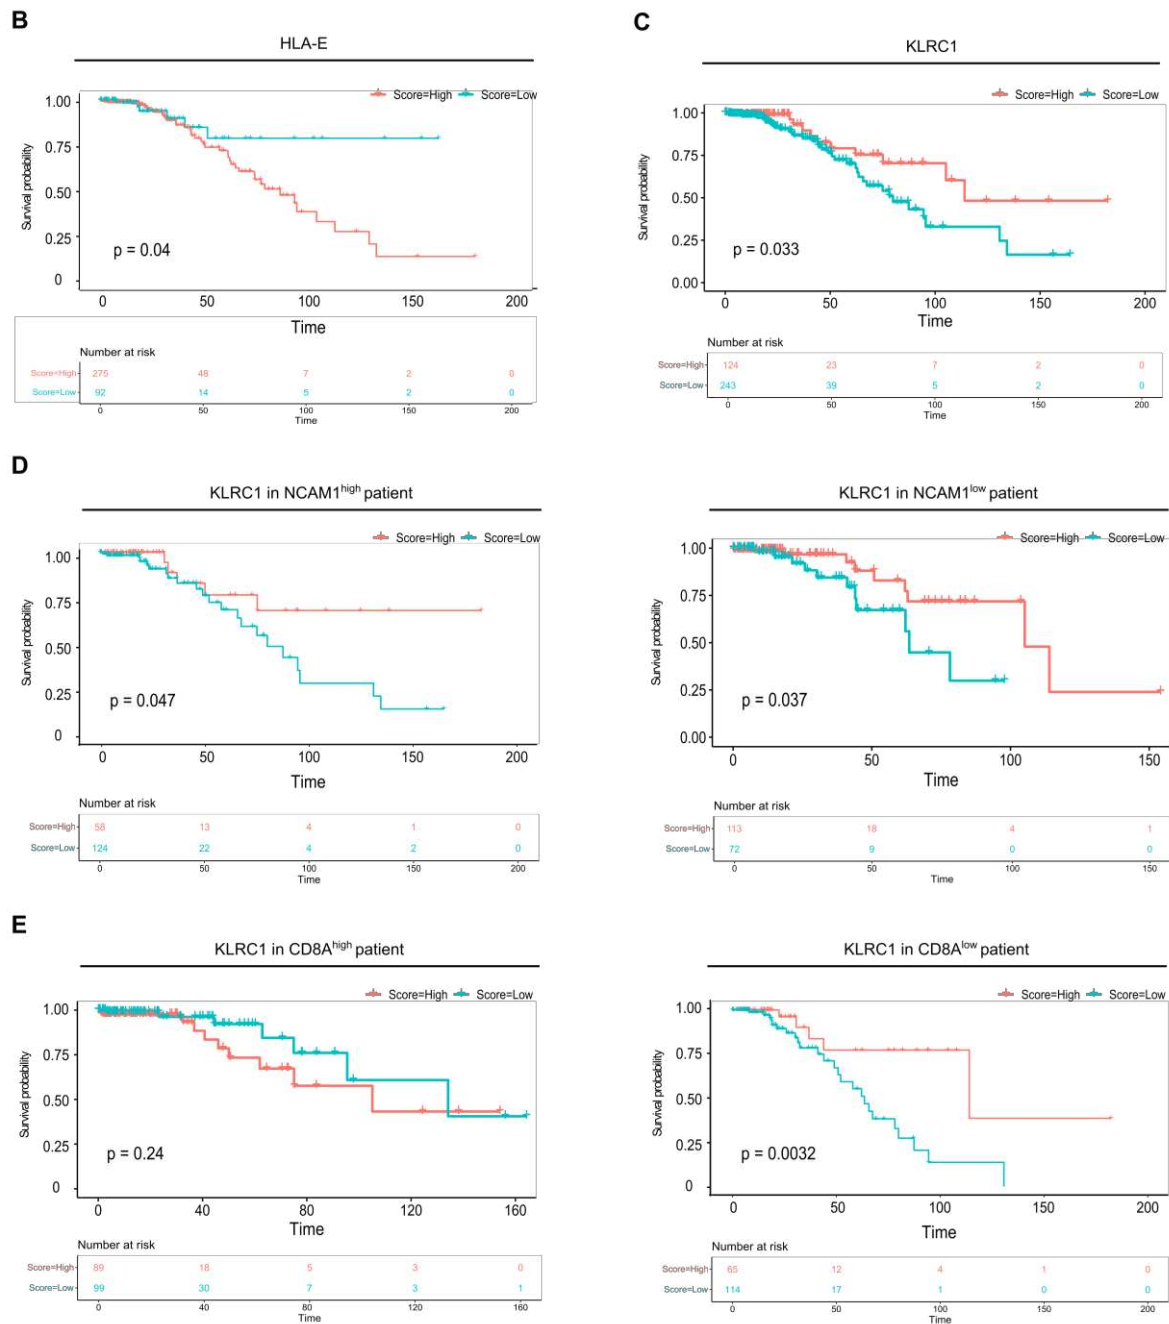 B
HLA-E
Score=High Score=Low
1.00
0.75
0.50
0.25
0
Survival probability
p = 0.04
0 50 100 150 200
Time
Number at risk
Score=High 275 48 7 2 0
Score=Low 92 14 5 2 0
0 50 100 150 200
Time
C
KLRC1
Score=High Score=Low
1.00
0.75
0.50
0.25
0.00
Survival probability
p = 0.033
0 50 100 150 200
Time
Number at risk
Score=High 124 23 7 2 0
Score=Low 243 39 5 2 0
0 50 100 150 200
Time
D
KLRC1 in NCAM1high patient
Score=High Score=Low
1.00
0.75
0.50
0.25
0
Survival probability
p = 0.047
0 50 100 150 200
Time
Number at risk
Score=High 58 13 4 1 0
Score=Low 124 22 4 2 0
0 50 100 150 200
Time
KLRC1 in NCAM1low patient
Score=High Score=Low
1.00
0.75
0.50
0.25
0.00
Survival probability
p = 0.037
0 50 100 150
Time
Number at risk
Score=High 113 18 4 1
Score=Low 72 9 0 0
0 50 100 150
Time
E
KLRC1 in CD8Ahigh patient
Score=High Score=Low
1.00
0.75
0.50
0.25
0
Survival probability
p = 0.24
0 40 80 120 160
Time
Number at risk
Score=High 89 18 5 3 0
Score=Low 99 30 7 3 1
0 40 80 120 160
Time
KLRC1 in CD8Alow patient
Score=High Score=Low
1.00
0.75
0.50
0.25
0
Survival probability
p = 0.0032
0 50 100 150 200
Time
Number at risk
Score=High 65 12 4 1 0
Score=Low 114 17 1 0 0
0 50 100 150 200
Time